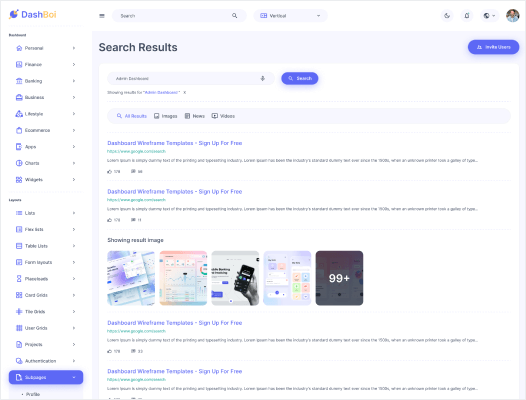 DashBoi
Search
Vertical
Dashboard
Personal
Finance
Banking
Business
Lifestyle
Ecommerce
Apps
Charts
Widgets
Layouts
Lists
Flex lists
Table Lists
Form layouts
Placeloads
Card Grids
Tile Grids
User Grids
Projects
Authentication
Subpages
Profile
Search Results
Invite Users
Admin Dashboard
Search
Showing results for "Admin Dashboard"
All Results
Images
News
Videos
Dashboard Wireframe Templates - Sign Up For Free
https://www.google.com/search
Lorem Ipsum is simply dummy text of the printing and typesetting industry. Lorem Ipsum has been the industry's standard dummy text ever since the 1500s, when an unknown printer took a galley of type...
Dashboard Wireframe Templates - Sign Up For Free
https://www.google.com/search
Lorem Ipsum is simply dummy text of the printing and typesetting industry. Lorem Ipsum has been the industry's standard dummy text ever since the 1500s, when an unknown printer took a galley of type...
Showing result image
99+
Dashboard Wireframe Templates - Sign Up For Free
https://www.google.com/search
Lorem Ipsum is simply dummy text of the printing and typesetting industry. Lorem Ipsum has been the industry's standard dummy text ever since the 1500s, when an unknown printer took a galley of type...
Dashboard Wireframe Templates - Sign Up For Free
https://www.google.com/search
Lorem Ipsum is simply dummy text of the printing and typesetting industry. Lorem Ipsum has been the industry's standard dummy text ever since the 1500s, when an unknown printer took a galley of type...